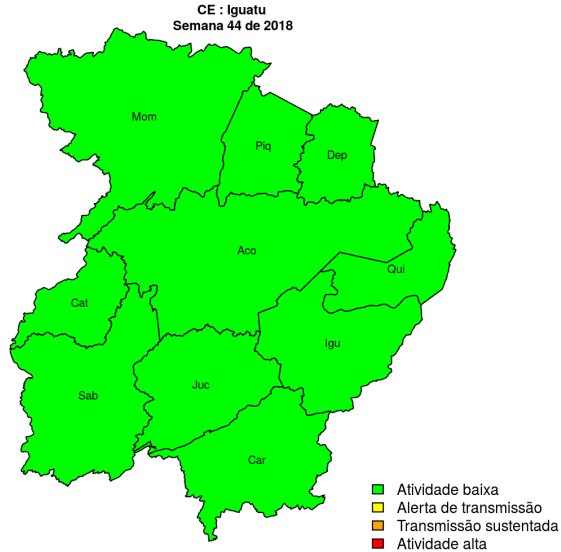 CE : Iguatu
Semana 44 de 2018
Mom
Piq
Dep
Aco
Qui
Cat
Igu
Sab
Juc
Car
Atividade baixa
Alerta de transmissão
Transmissão sustentada
Atividade alta